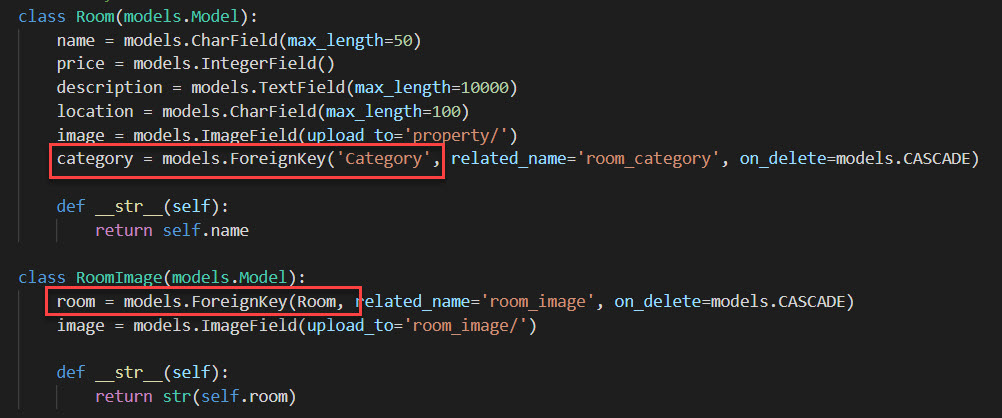 class Room(models.Model):
    name = models.CharField(max_length=50)
    price = models.IntegerField()
    description = models.TextField(max_length=10000)
    location = models.CharField(max_length=100)
    image = models.ImageField(upload_to='property/')
    category = models.ForeignKey('Category', related_name='room_category', on_delete=models.CASCADE)
    def __str__(self):
        return self.name
class RoomImage(models.Model):
    room = models.ForeignKey(Room, related_name='room_image', on_delete=models.CASCADE)
    image = models.ImageField(upload_to='room_image/')
    def __str__(self):
        return str(self.room)